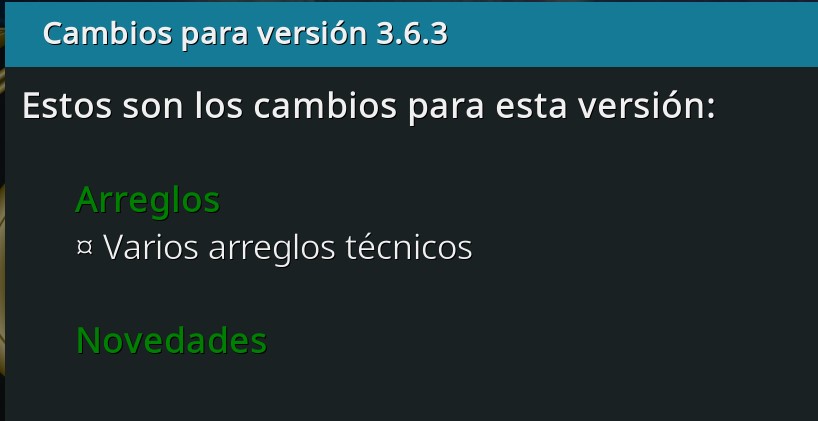 Cambios para versión 3.6.3
Estos son los cambios para esta versión:
Arreglos
¤ Varios arreglos técnicos
Novedades